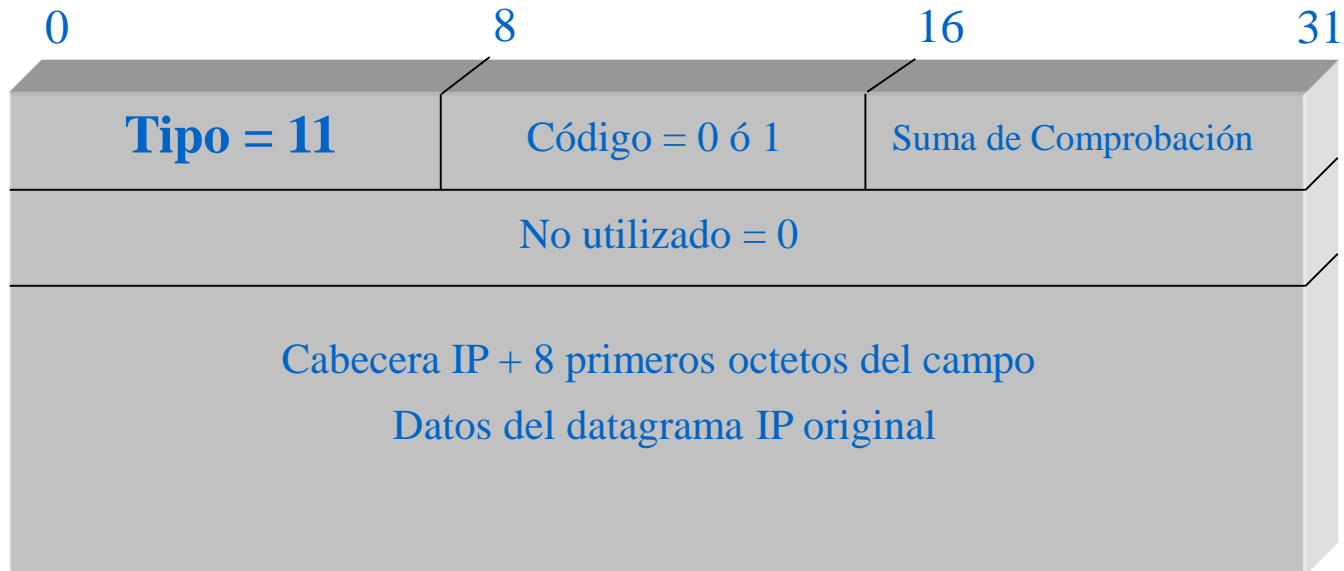 0 8 16 31
Tipo = 11 Código = 0 ó 1 Suma de Comprobación
No utilizado = 0
Cabecera IP + 8 primeros octetos del campo
Datos del datagrama IP original